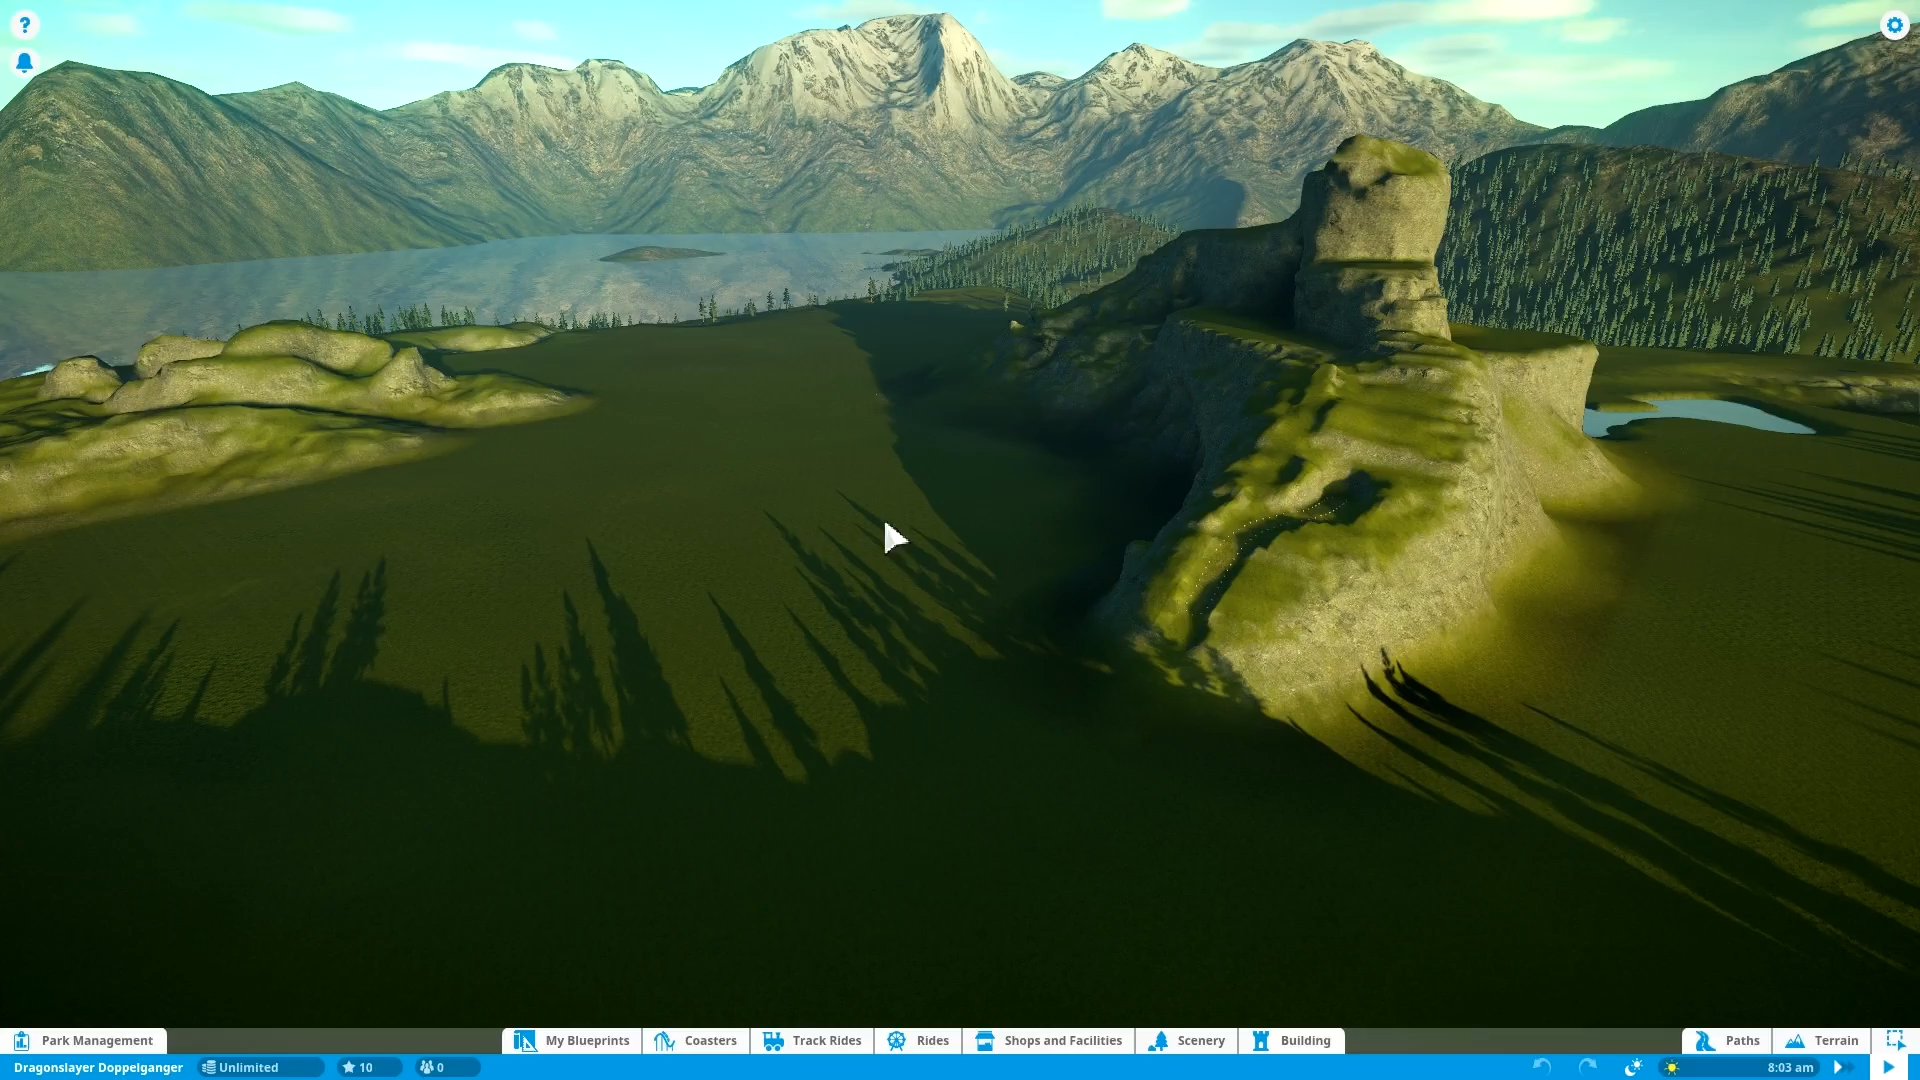 ?
Park Management
My Blueprints
Coasters
Track Rides
Rides
Shops and Facilities
Scenery
Building
Paths
Terrain
Dragonslayer Doppelganger
Unlimited
10
0
8:03 am